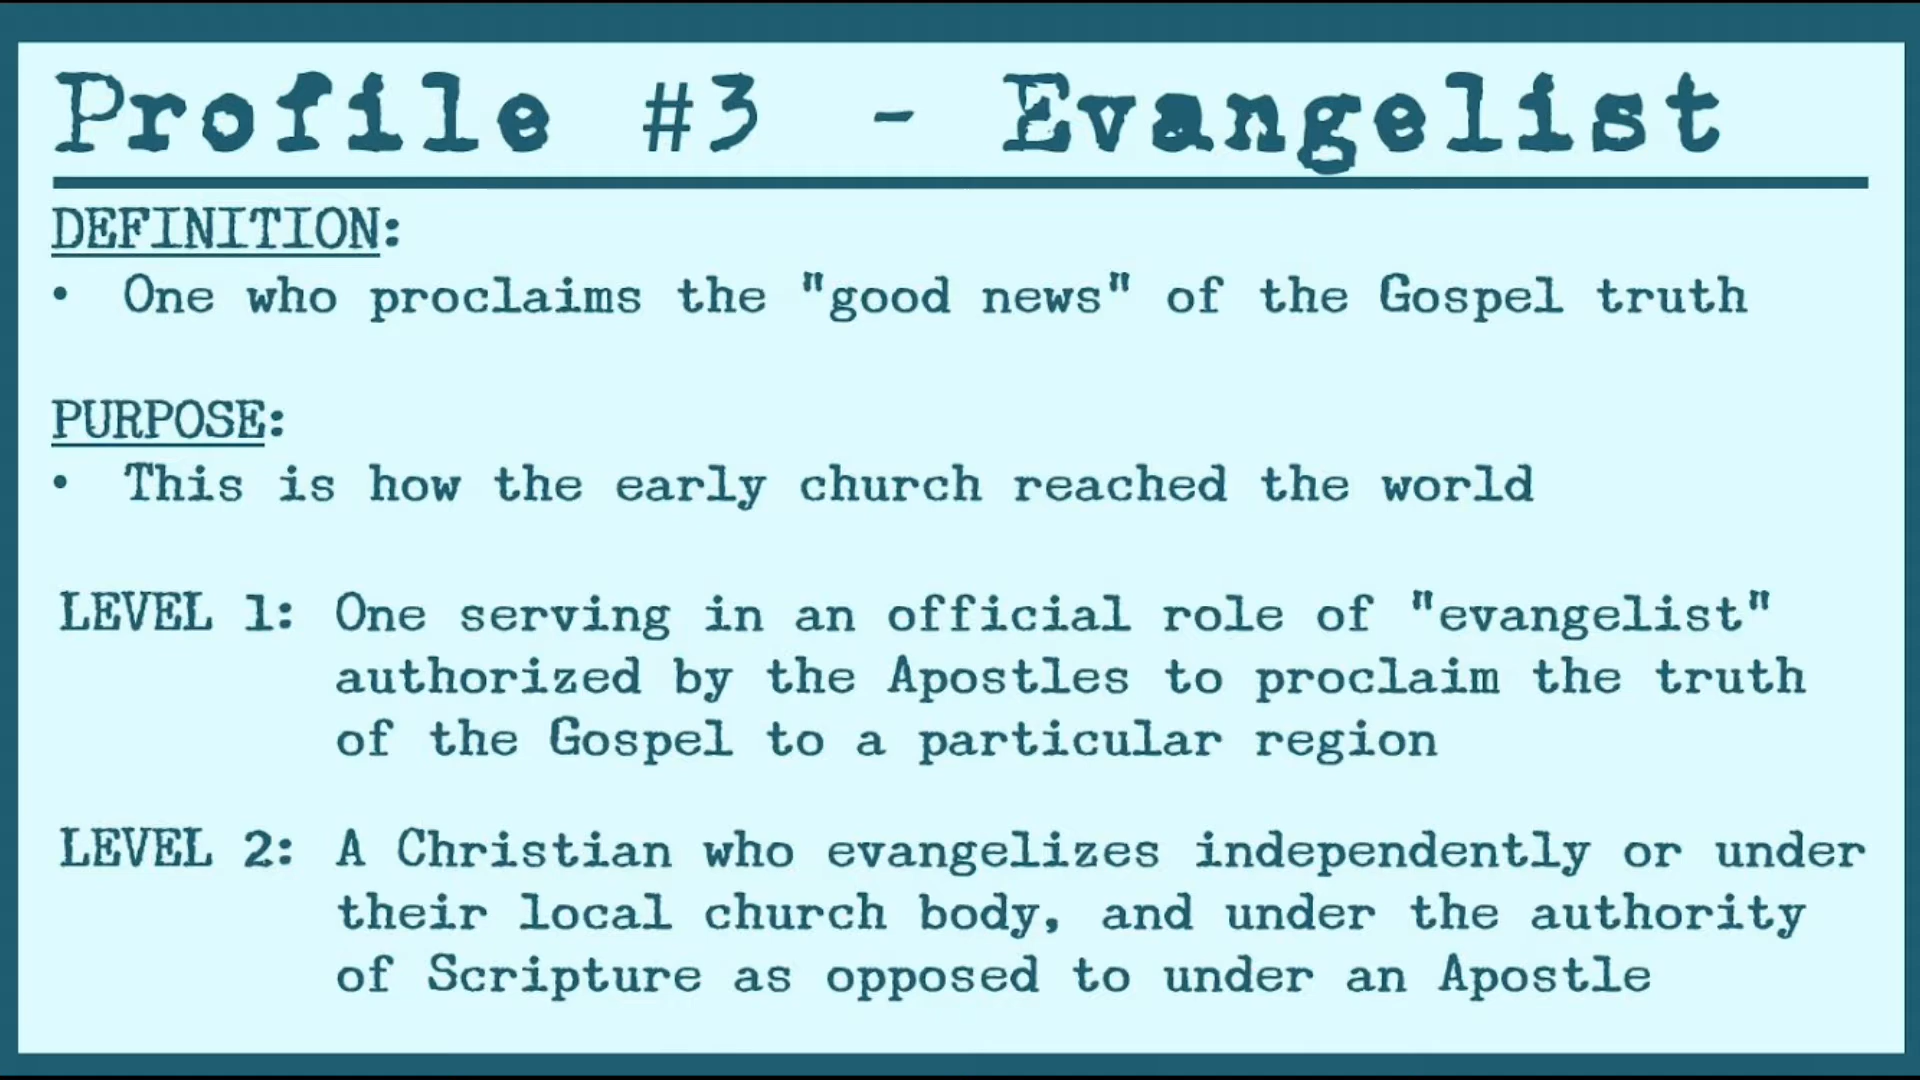 Profile #3 - Evangelist
DEFINITION:
• One who proclaims the "good news" of the Gospel truth
PURPOSE:
• This is how the early church reached the world
LEVEL 1: One serving in an official role of "evangelist"
authorized by the Apostles to proclaim the truth
of the Gospel to a particular region
LEVEL 2: A Christian who evangelizes independently or under
their local church body, and under the authority
of Scripture as opposed to under an Apostle